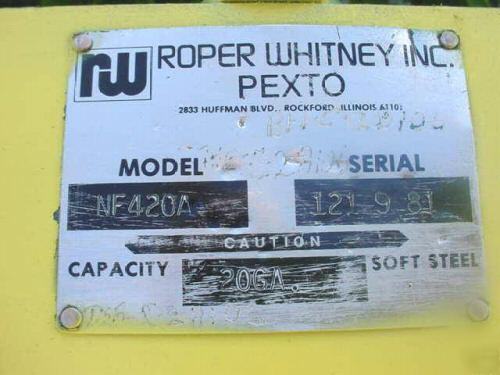 rw ROPER WHITNEY INC.
PEXTO
2833 HUFFMAN BLVD., ROCKFORD, ILLINOIS 61101
MODEL SERIAL
NF420A 121 9 81
CAUTION
CAPACITY 20GA. SOFT STEEL